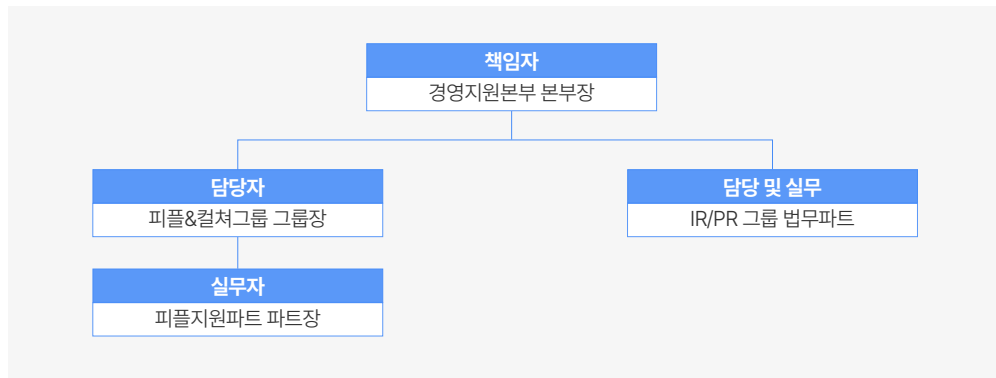 책임자
경영지원본부 본부장
담당자
피플&컬쳐그룹 그룹장
담당 및 실무
IR/PR 그룹 법무파트
실무자
피플지원파트 파트장